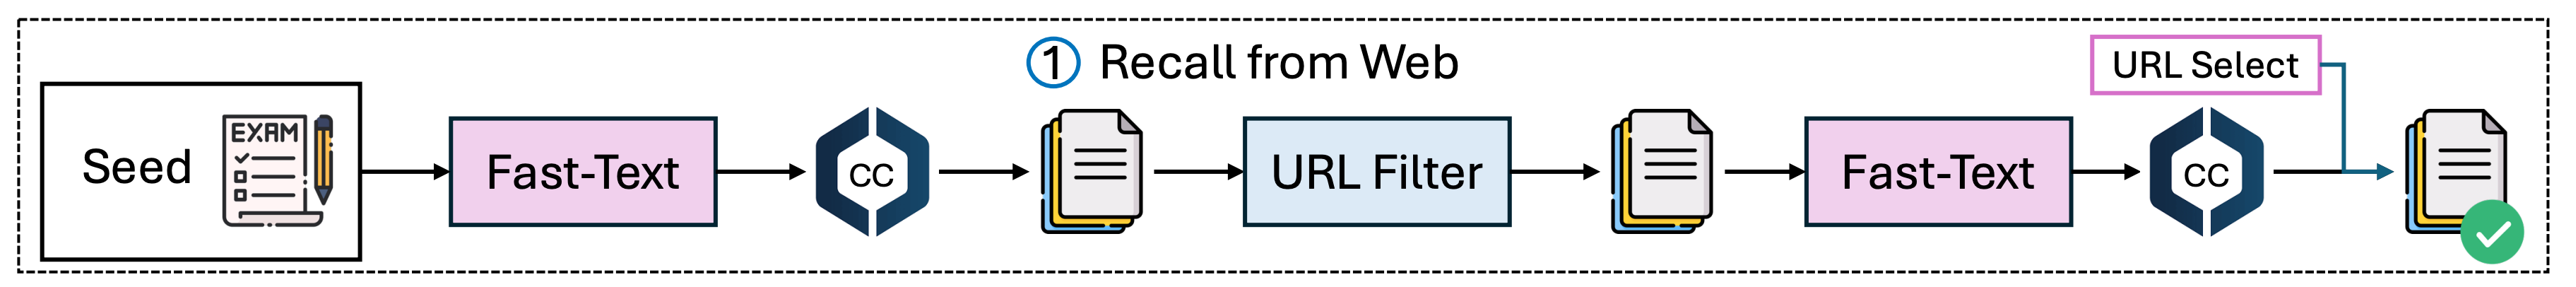 ① Recall from Web
URL Select
Seed
EXAM
Fast-Text
CC
URL Filter
Fast-Text
CC